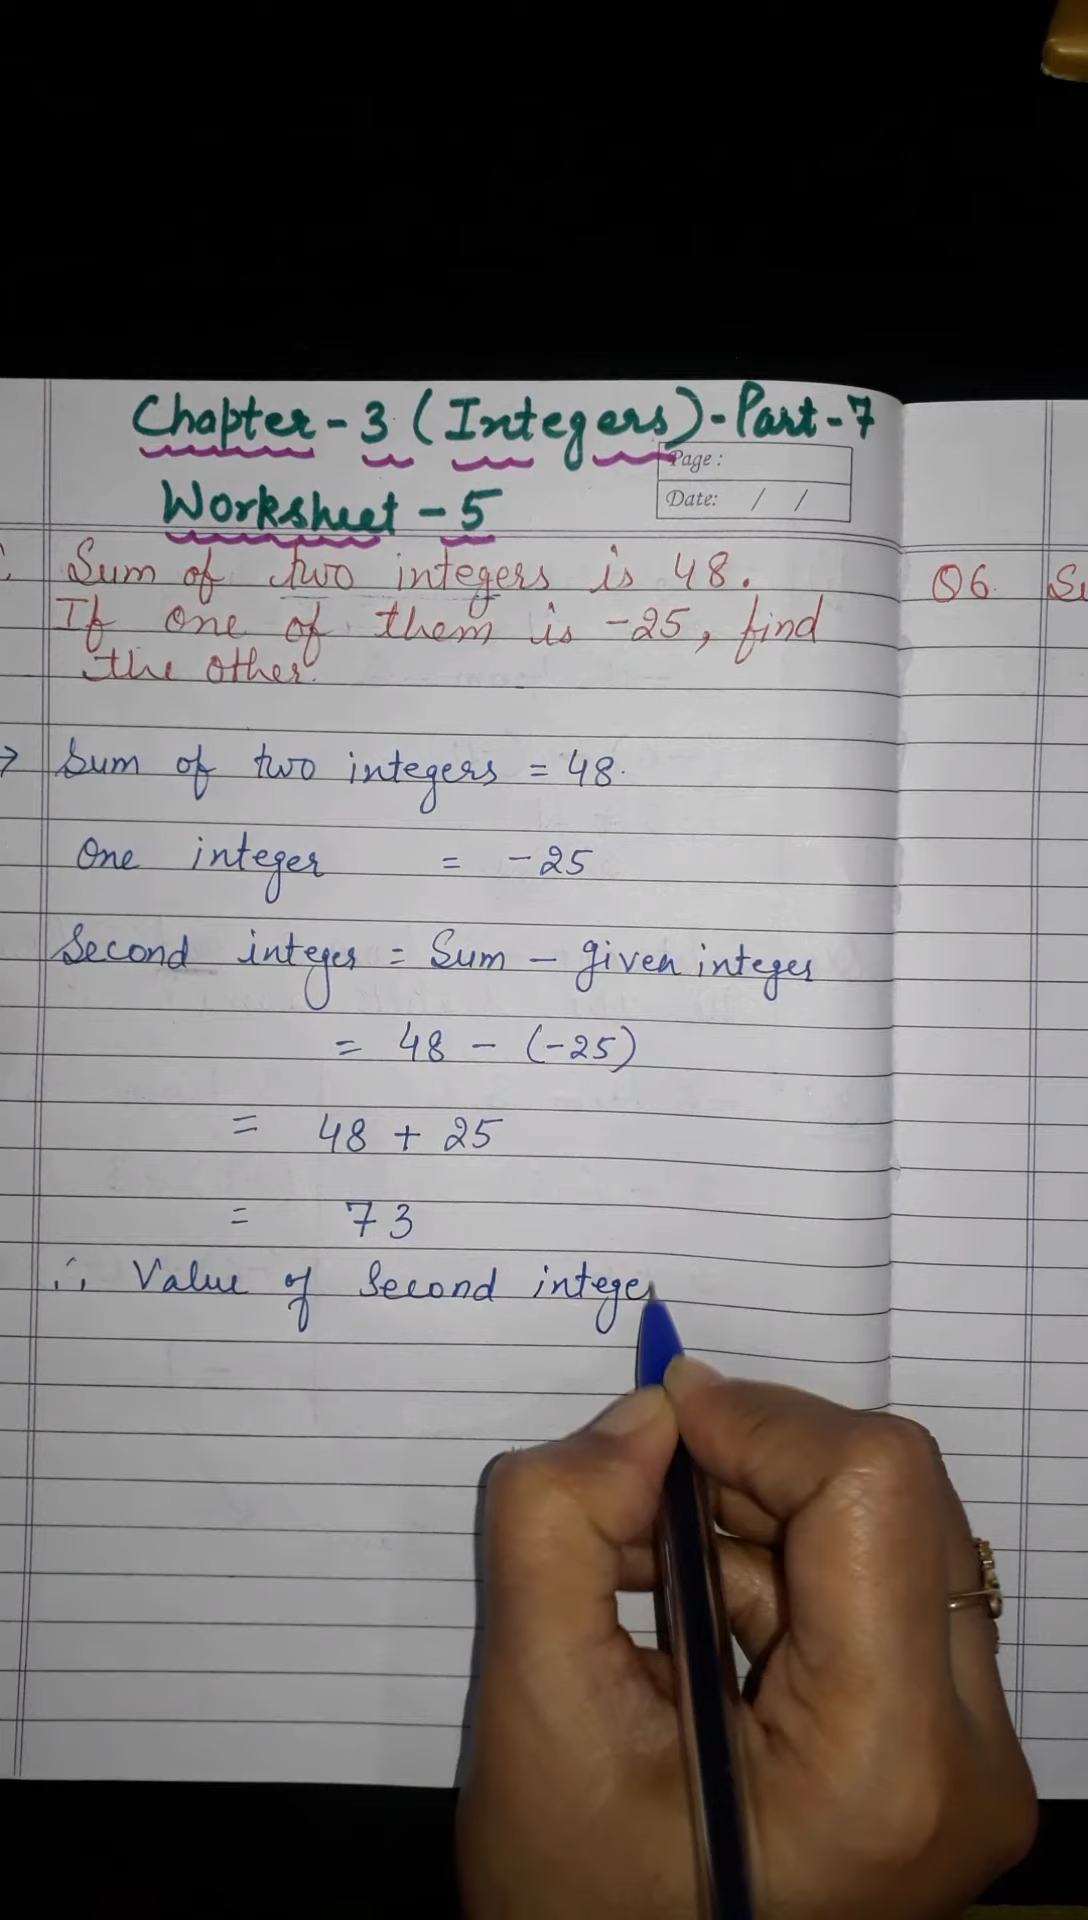 Chapter - 3 (Integers) - Part - 7
Page :
Worksheet - 5
Date: / /
Sum of two integers is 48.
If one of them is -25, find
the other.
→ Sum of two integers = 48.
One integer = -25
Second integer = Sum - given integer
= 48 - (-25)
= 48 + 25
= 73
∴ Value of Second intege
Q6.